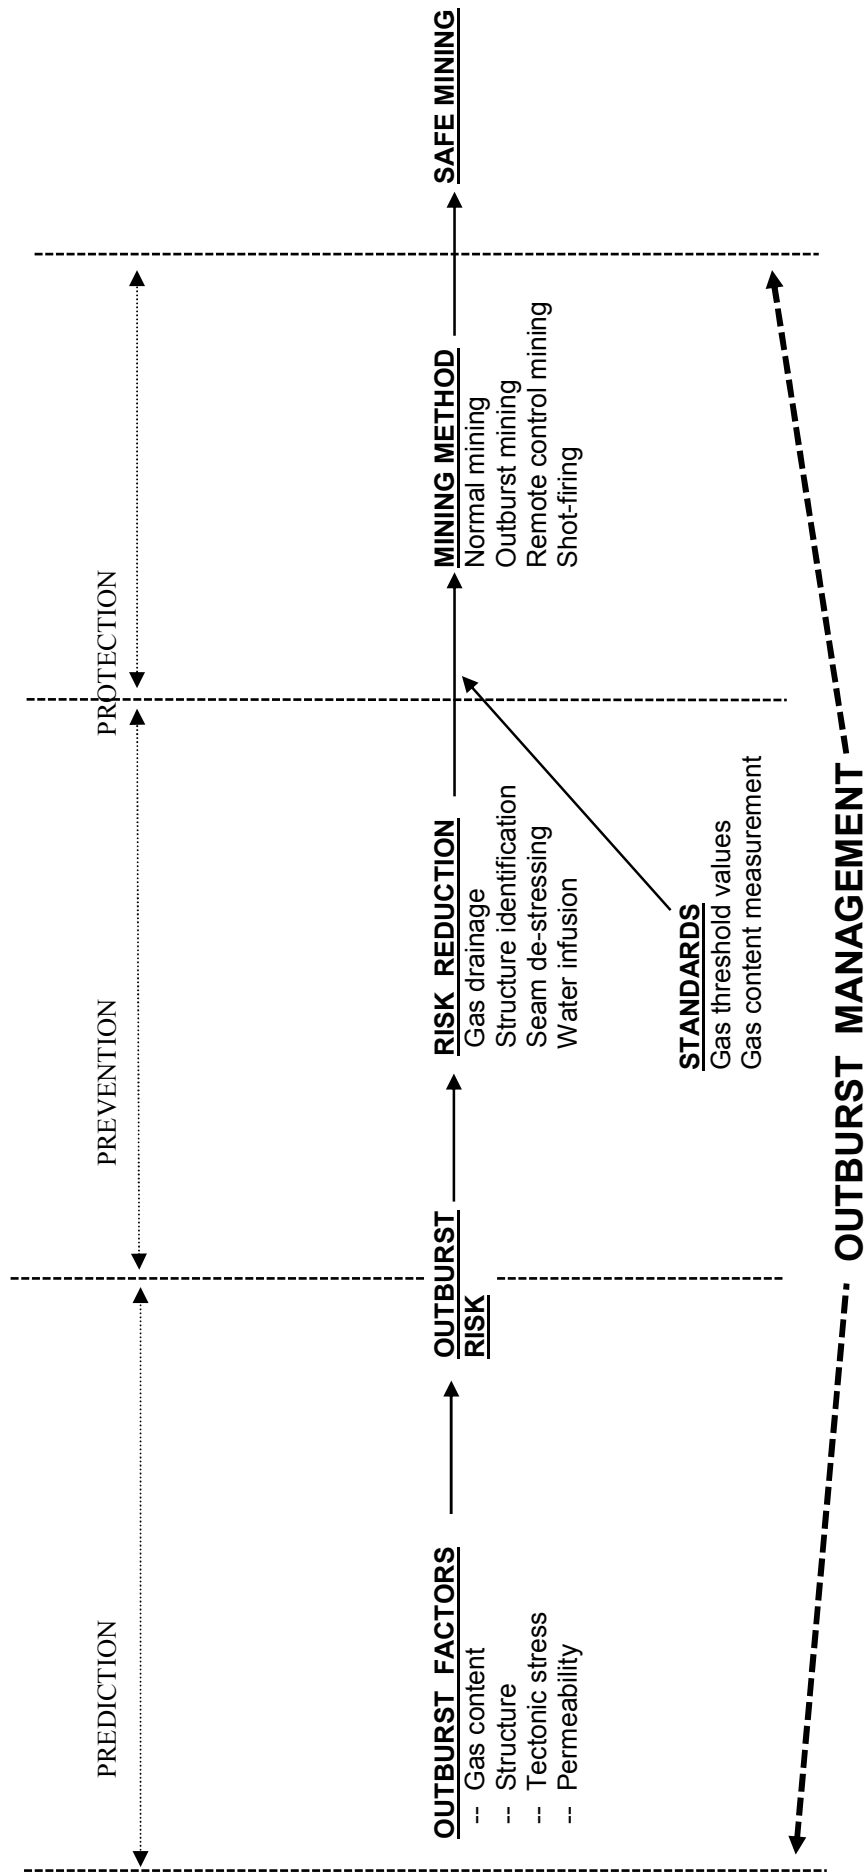 PREDICTION
PREVENTION
PROTECTION
OUTBURST FACTORS
-- Gas content
-- Structure
-- Tectonic stress
-- Permeability
OUTBURST
RISK
RISK REDUCTION
Gas drainage
Structure identification
Seam de-stressing
Water infusion
MINING METHOD
Normal mining
Outburst mining
Remote control mining
Shot-firing
SAFE MINING
STANDARDS
Gas threshold values
Gas content measurement
OUTBURST MANAGEMENT